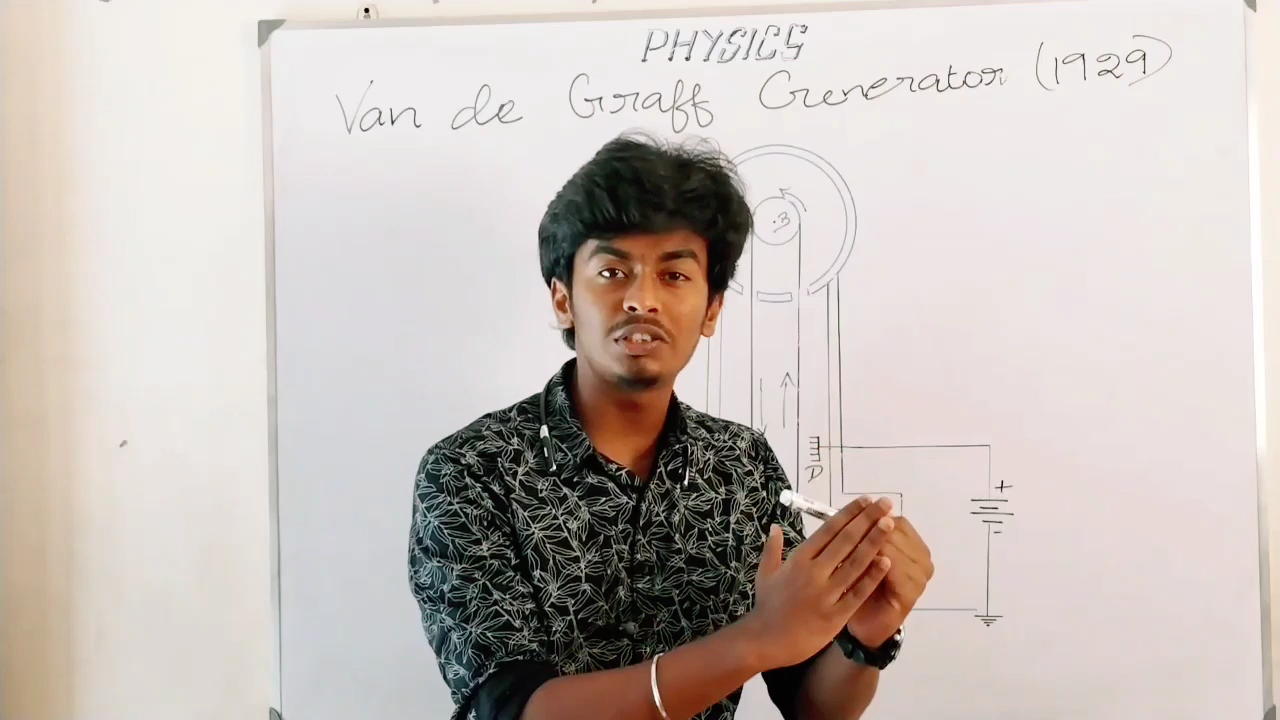 PHYSICS
Van de Graff Generator (1929)
.B
D
+
-